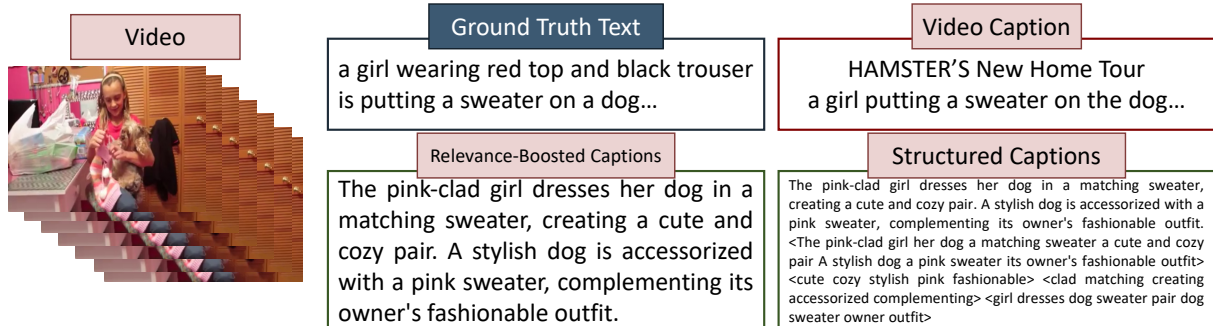 Video
Ground Truth Text
a girl wearing red top and black trouser
is putting a sweater on a dog...
Video Caption
HAMSTER'S New Home Tour
a girl putting a sweater on the dog...
Relevance-Boosted Captions
The pink-clad girl dresses her dog in a
matching sweater, creating a cute and
cozy pair. A stylish dog is accessorized
with a pink sweater, complementing its
owner's fashionable outfit.
Structured Captions
The pink-clad girl dresses her dog in a matching sweater,
creating a cute and cozy pair. A stylish dog is accessorized with a
pink sweater, complementing its owner's fashionable outfit.
<The pink-clad girl her dog a matching sweater a cute and cozy
pair A stylish dog a pink sweater its owner's fashionable outfit>
<cute cozy stylish pink fashionable> <clad matching creating
accessorized complementing> <girl dresses dog sweater pair dog
sweater owner outfit>